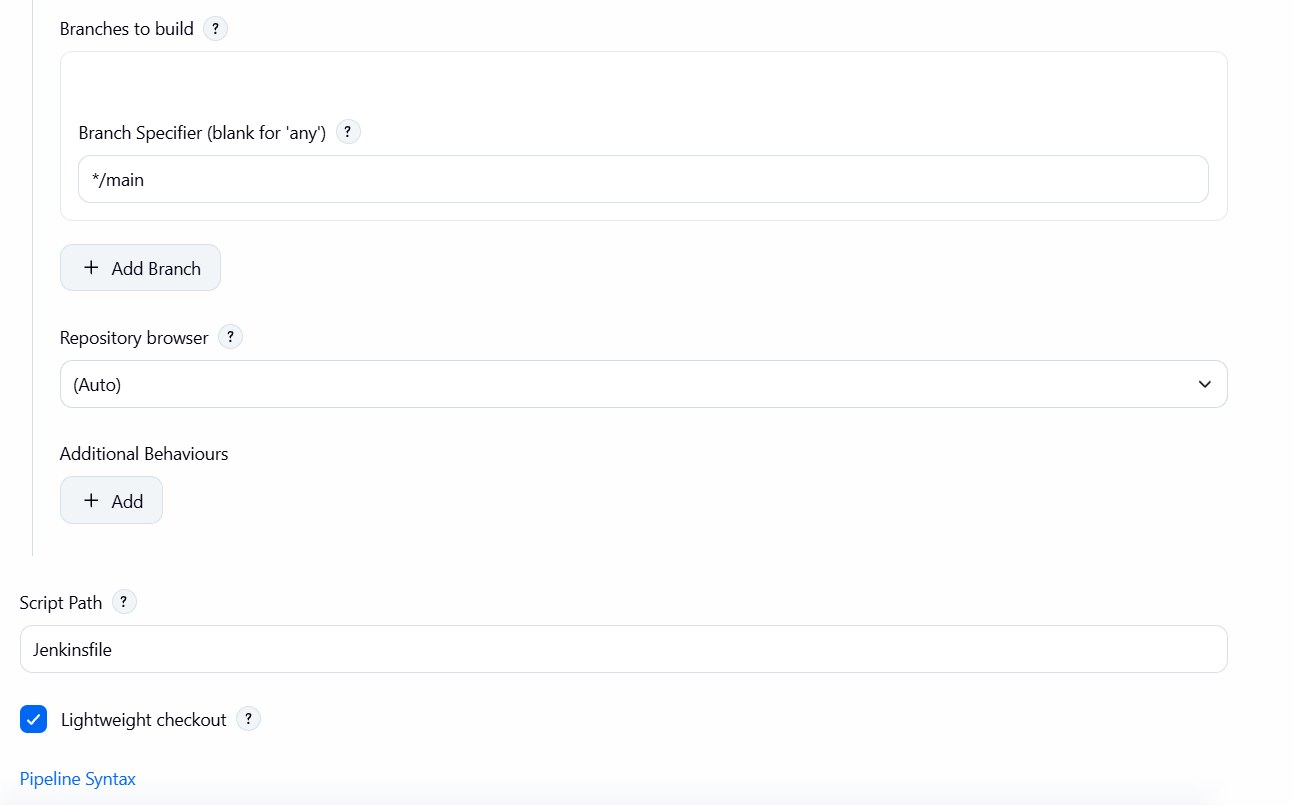 Branches to build ?
Branch Specifier (blank for 'any') ?
*/main
+ Add Branch
Repository browser ?
(Auto)
Additional Behaviours
+ Add
Script Path ?
Jenkinsfile
Lightweight checkout ?
Pipeline Syntax